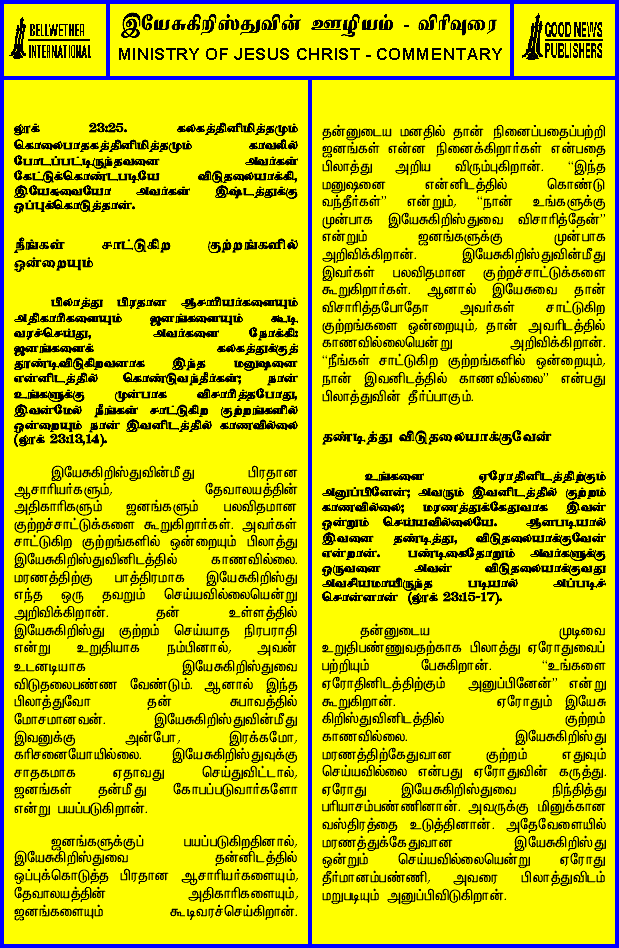 BELLWETHER
INTERNATIONAL
இயேசுகிறிஸ்துவின் ஊழியம் - விரிவுரை
MINISTRY OF JESUS CHRIST - COMMENTARY
GOOD NEWS
PUBLISHERS
லூக் 23:25. கலகத்தினிமித்தமும்
கொலைபாதகத்தினிமித்தமும் காவலில்
போடப்பட்டிருந்தவனை அவர்கள்
கேட்டுக்கொண்டபடியே விடுதலையாக்கி,
இயேசுவையோ அவர்கள் இஷ்டத்துக்கு
ஒப்புக்கொடுத்தான்.
நீங்கள் சாட்டுகிற குற்றங்களில்
ஒன்றையும்
பிலாத்து பிரதான ஆசாரியர்களையும்
அதிகாரிகளையும் ஜனங்களையும் கூடி
வரச்செய்து, அவர்களை நோக்கி:
ஜனங்களைக் கலகத்துக்குத்
தூண்டிவிடுகிறவனாக இந்த மனுஷனை
என்னிடத்தில் கொண்டுவந்தீர்கள்; நான்
உங்களுக்கு முன்பாக விசாரித்தபோது,
இவன்மேல் நீங்கள் சாட்டுகிற குற்றங்களில்
ஒன்றையும் நான் இவனிடத்தில் காணவில்லை
(லூக் 23:13,14).
இயேசுகிறிஸ்துவின்மீது பிரதான
ஆசாரியர்களும், தேவாலயத்தின்
அதிகாரிகளும் ஜனங்களும் பலவிதமான
குற்றச்சாட்டுக்களை கூறுகிறார்கள். அவர்கள்
சாட்டுகிற குற்றங்களில் ஒன்றையும் பிலாத்து
இயேசுகிறிஸ்துவினிடத்தில் காணவில்லை.
மரணத்திற்கு பாத்திரமாக இயேசுகிறிஸ்து
எந்த ஒரு தவறும் செய்யவில்லையென்று
அறிவிக்கிறான். தன் உள்ளத்தில்
இயேசுகிறிஸ்து குற்றம் செய்யாத நிரபராதி
என்று உறுதியாக நம்பினால், அவன்
உடனடியாக இயேசுகிறிஸ்துவை
விடுதலைபண்ண வேண்டும். ஆனால் இந்த
பிலாத்துவோ தன் சுபாவத்தில்
மோசமானவன். இயேசுகிறிஸ்துவின்மீது
இவனுக்கு அன்போ, இரக்கமோ,
கரிசனையோயில்லை. இயேசுகிறிஸ்துவுக்கு
சாதகமாக ஏதாவது செய்துவிட்டால்,
ஜனங்கள் தன்மீது கோபப்படுவார்களோ
என்று பயப்படுகிறான்.
ஜனங்களுக்குப் பயப்படுகிறதினால்,
இயேசுகிறிஸ்துவை தன்னிடத்தில்
ஒப்புக்கொடுத்த பிரதான ஆசாரியர்களையும்,
தேவாலயத்தின் அதிகாரிகளையும்,
ஜனங்களையும் கூடிவரச்செய்கிறான்.
தன்னுடைய மனதில் தான் நினைப்பதைப்பற்றி
ஜனங்கள் என்ன நினைக்கிறார்கள் என்பதை
பிலாத்து அறிய விரும்புகிறான். “இந்த
மனுஷனை என்னிடத்தில் கொண்டு
வந்தீர்கள்” என்றும், “நான் உங்களுக்கு
முன்பாக இயேசுகிறிஸ்துவை விசாரித்தேன்”
என்றும் ஜனங்களுக்கு முன்பாக
அறிவிக்கிறான். இயேசுகிறிஸ்துவின்மீது
இவர்கள் பலவிதமான குற்றச்சாட்டுக்களை
கூறுகிறார்கள். ஆனால் இயேசுவை தான்
விசாரித்தபோதோ அவர்கள் சாட்டுகிற
குற்றங்களை ஒன்றையும், தான் அவரிடத்தில்
காணவில்லையென்று அறிவிக்கிறான்.
“நீங்கள் சாட்டுகிற குற்றங்களில் ஒன்றையும்,
நான் இவனிடத்தில் காணவில்லை” என்பது
பிலாத்துவின் தீர்ப்பாகும்.
தண்டித்து விடுதலையாக்குவேன்
உங்களை ஏரோதினிடத்திற்கும்
அனுப்பினேன்; அவரும் இவனிடத்தில் குற்றம்
காணவில்லை; மரணத்துக்கேதுவாக இவன்
ஒன்றும் செய்யவில்லையே. ஆனபடியால்
இவனை தண்டித்து, விடுதலையாக்குவேன்
என்றான். பண்டிகைதோறும் அவர்களுக்கு
ஒருவனை அவன் விடுதலையாக்குவது
அவசியமாயிருந்த படியால் அப்படிச்
சொன்னான் (லூக் 23:15-17).
தன்னுடைய முடிவை
உறுதிபண்ணுவதற்காக பிலாத்து ஏரோதுவைப்
பற்றியும் பேசுகிறான். “உங்களை
ஏரோதினிடத்திற்கும் அனுப்பினேன்” என்று
கூறுகிறான். ஏரோதும் இயேசு
கிறிஸ்துவினிடத்தில் குற்றம்
காணவில்லை. இயேசுகிறிஸ்து
மரணத்திற்கேதுவான குற்றம் எதுவும்
செய்யவில்லை என்பது ஏரோதுவின் கருத்து.
ஏரோது இயேசுகிறிஸ்துவை நிந்தித்து
பரியாசம்பண்ணினான். அவருக்கு மினுக்கான
வஸ்திரத்தை உடுத்தினான். அதேவேளையில்
மரணத்துக்கேதுவான இயேசுகிறிஸ்து
ஒன்றும் செய்யவில்லையென்று ஏரோது
தீர்மானம்பண்ணி, அவரை பிலாத்துவிடம்
மறுபடியும் அனுப்பிவிடுகிறான்.